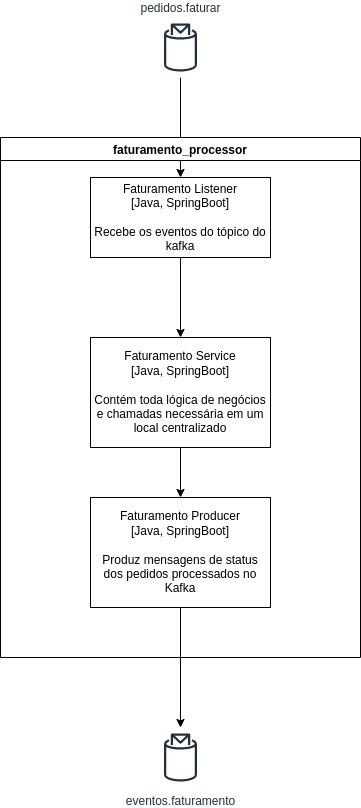 pedidos.faturar
faturamento_processor
Faturamento Listener
[Java, SpringBoot]
Recebe os eventos do tópico do
kafka
Faturamento Service
[Java, SpringBoot]
Contém toda lógica de negócios
e chamadas necessária em um
local centralizado
Faturamento Producer
[Java, SpringBoot]
Produz mensagens de status
dos pedidos processados no
Kafka
eventos.faturamento